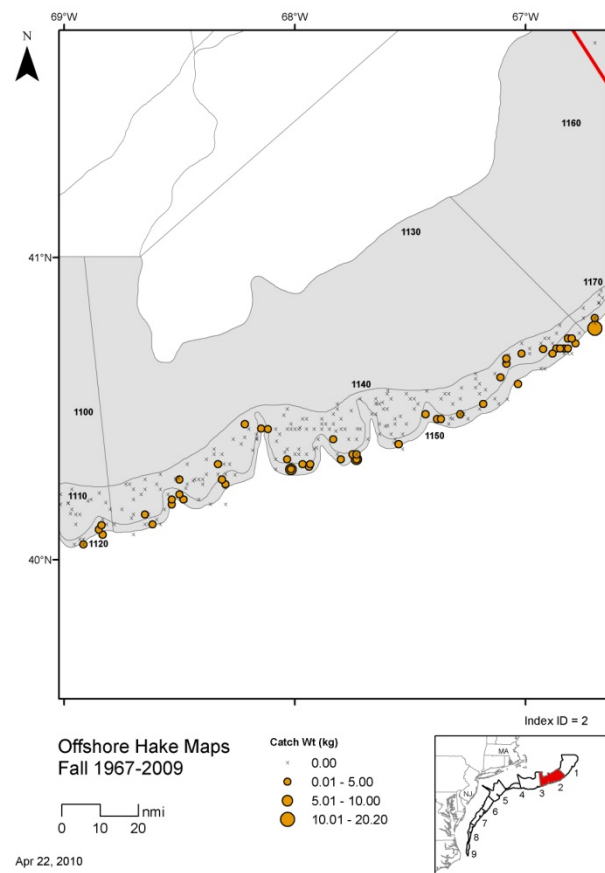 69°W 68°W 67°W
N
1160
41°N
1130
1170
1140
1100
1150
1110
1120
40°N
Index ID = 2
Offshore Hake Maps
Fall 1967-2009
nmi
0 10 20
Catch Wt (kg)
0.00
0.01 - 5.00
5.01 - 10.00
10.01 - 20.20
MA
NJ
1
2
3
4
5
6
7
8
9
Apr 22, 2010